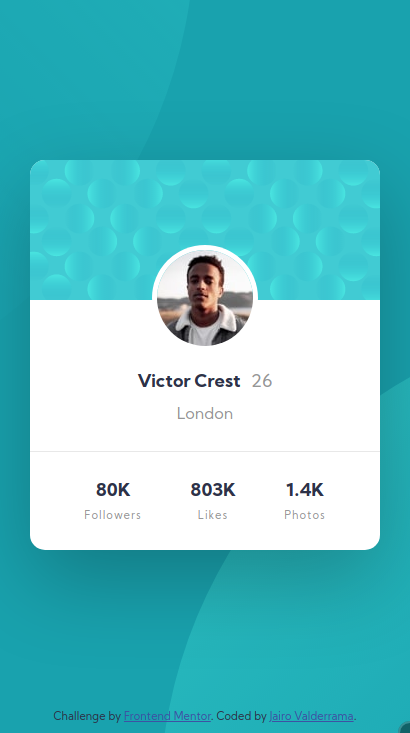 Victor Crest 26
London
80K 803K 1.4K
Followers Likes Photos
Challenge by Frontend Mentor. Coded by Jairo Valderrama.